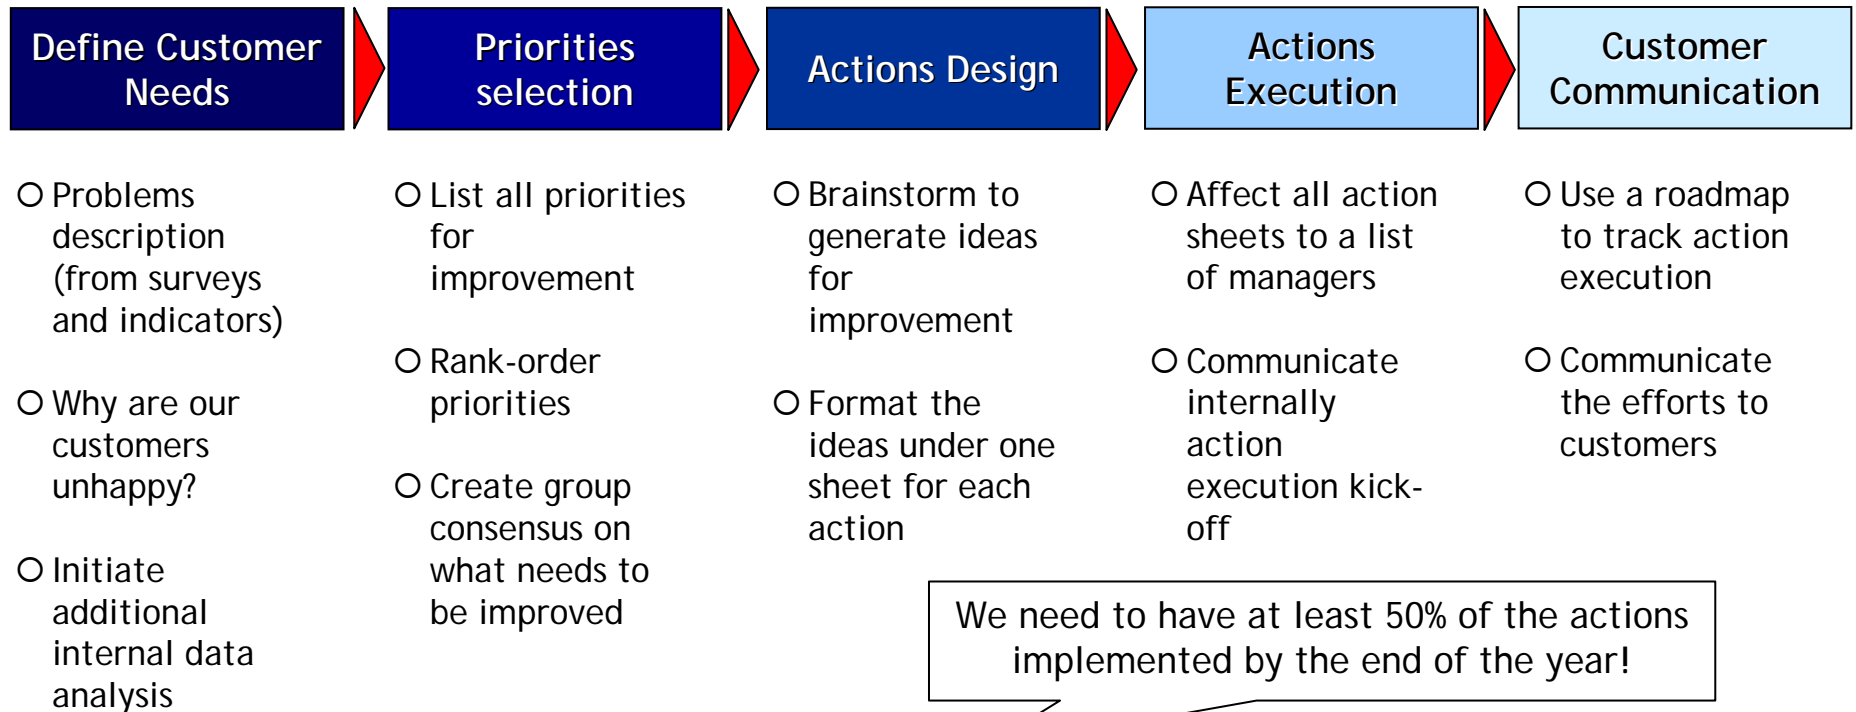 Define Customer
Needs
Priorities
selection
Actions Design
Actions
Execution
Customer
Communication
Problems
description
(from surveys
and indicators)
Why are our
customers
unhappy?
Initiate
additional
internal data
analysis
List all priorities
for
improvement
Rank-order
priorities
Create group
consensus on
what needs to
be improved
Brainstorm to
generate ideas
for
improvement
Format the
ideas under one
sheet for each
action
Affect all action
sheets to a list
of managers
Communicate
internally
action
execution kick-
off
Use a roadmap
to track action
execution
Communicate
the efforts to
customers
We need to have at least 50% of the actions
implemented by the end of the year!